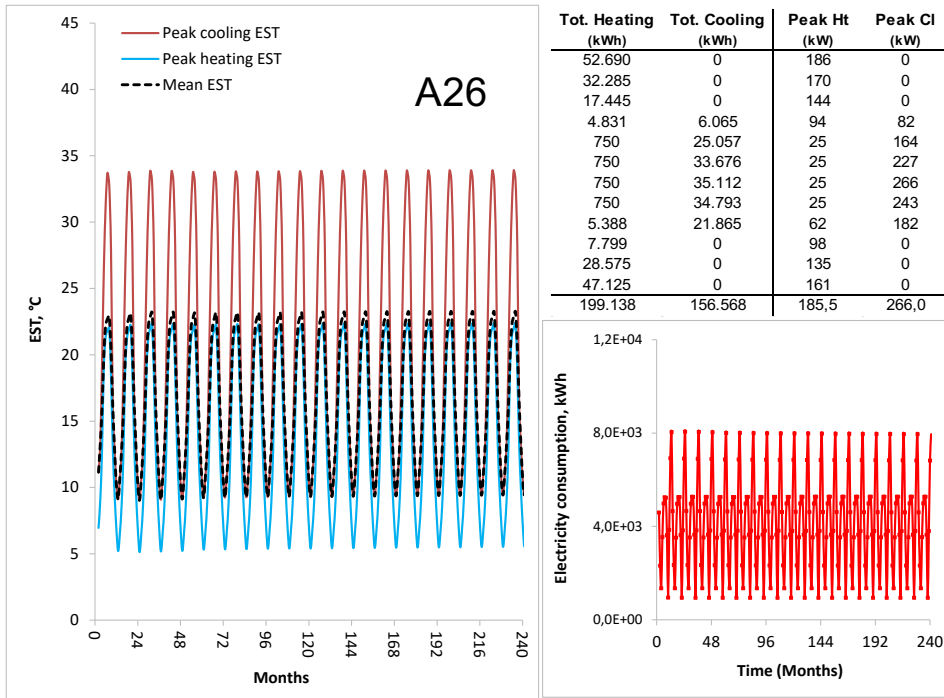 45
40
35
30
25
20
15
10
5
0
EST, °C
Peak cooling EST
Peak heating EST
Mean EST
A26
0 24 48 72 96 120 144 168 192 216 240
Months
Tot. Heating Tot. Cooling Peak Ht Peak Cl
(kWh) (kWh) (kW) (kW)
52.690 0 186 0
32.285 0 170 0
17.445 0 144 0
4.831 6.065 94 82
750 25.057 25 164
750 33.676 25 227
750 35.112 25 266
750 34.793 25 243
5.388 21.865 62 182
7.799 0 98 0
28.575 0 135 0
47.125 0 161 0
199.138 156.568 185,5 266,0
1,2E+04
8,0E+03
4,0E+03
0,0E+00
Electricity consumption, kWh
0 48 96 144 192 240
Time (Months)